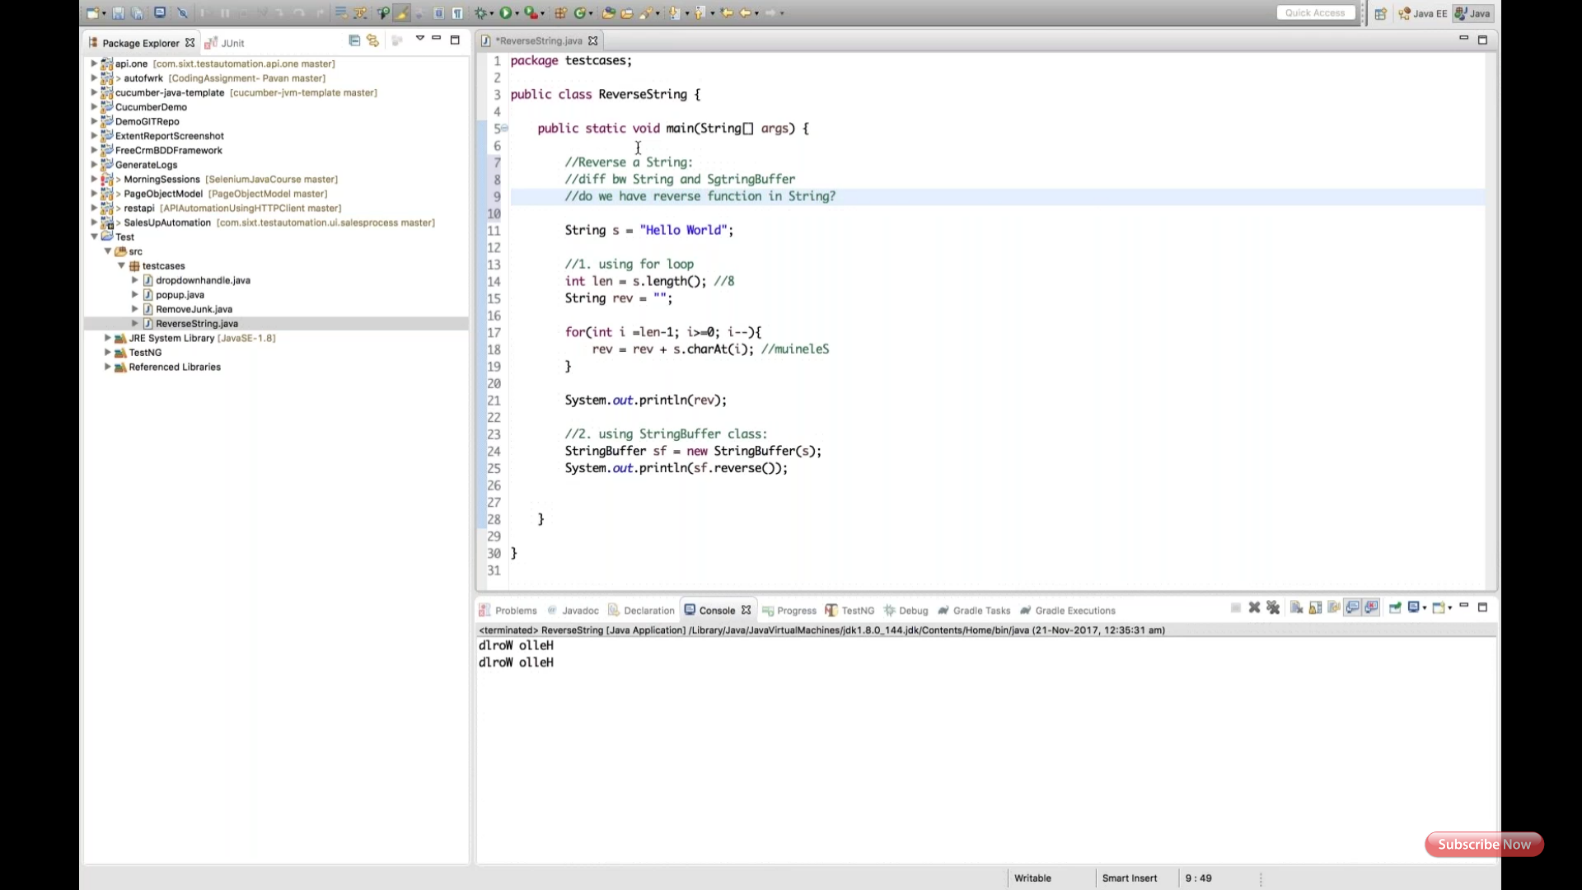 Quick Access
Java EE
Java
Package Explorer
JUnit
api.one [com.sixt.testautomation.api.one master]
> autofwrk [CodingAssignment- Pavan master]
cucumber-java-template [cucumber-jvm-template master]
CucumberDemo
DemoGITRepo
ExtentReportScreenshot
FreeCrmBDDFramework
GenerateLogs
> MorningSessions [SeleniumJavaCourse master]
> PageObjectModel [PageObjectModel master]
> restapi [APIAutomationUsingHTTPClient master]
> SalesUpAutomation [com.sixt.testautomation.ui.salesprocess master]
Test
src
testcases
dropdownhandle.java
popup.java
RemoveJunk.java
ReverseString.java
JRE System Library [JavaSE-1.8]
TestNG
Referenced Libraries
*ReverseString.java
1 package testcases;
2
3 public class ReverseString {
4
5 public static void main(String[] args) {
6
7 //Reverse a String:
8 //diff bw String and SgtringBuffer
9 //do we have reverse function in String?
10
11 String s = "Hello World";
12
13 //1. using for loop
14 int len = s.length(); //8
15 String rev = "";
16
17 for(int i =len-1; i>=0; i--){
18 rev = rev + s.charAt(i); //muineleS
19 }
20
21 System.out.println(rev);
22
23 //2. using StringBuffer class:
24 StringBuffer sf = new StringBuffer(s);
25 System.out.println(sf.reverse());
26
27
28 }
29
30 }
31
Problems
Javadoc
Declaration
Console
Progress
TestNG
Debug
Gradle Tasks
Gradle Executions
<terminated> ReverseString [Java Application] /Library/Java/JavaVirtualMachines/jdk1.8.0_144.jdk/Contents/Home/bin/java (21-Nov-2017, 12:35:31 am)
dlroW olleH
dlroW olleH
Subscribe Now
Writable
Smart Insert
9 : 49